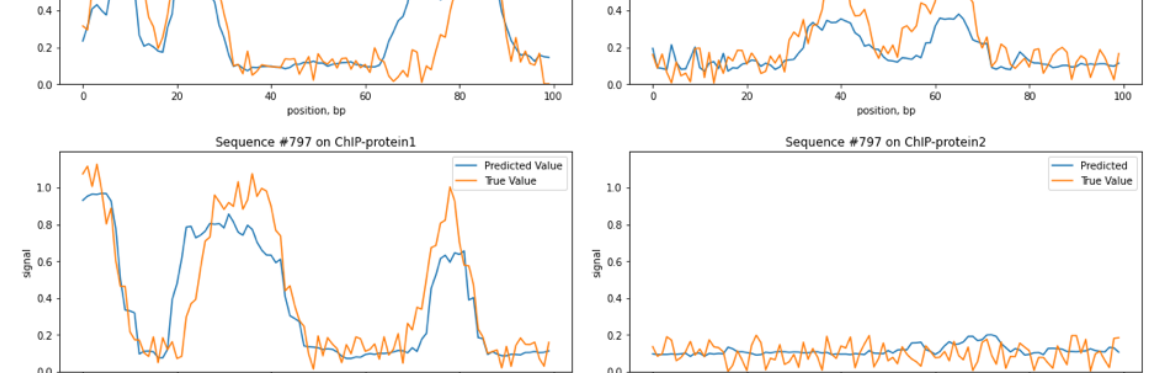 0.4
0.2
0.0
0 20 40 60 80 100
position, bp
0.4
0.2
0.0
0 20 40 60 80 100
position, bp
Sequence #797 on ChIP-protein1
Predicted Value
True Value
1.0
0.8
0.6
0.4
0.2
0.0
signal
Sequence #797 on ChIP-protein2
Predicted
True Value
1.0
0.8
0.6
0.4
0.2
0.0
signal